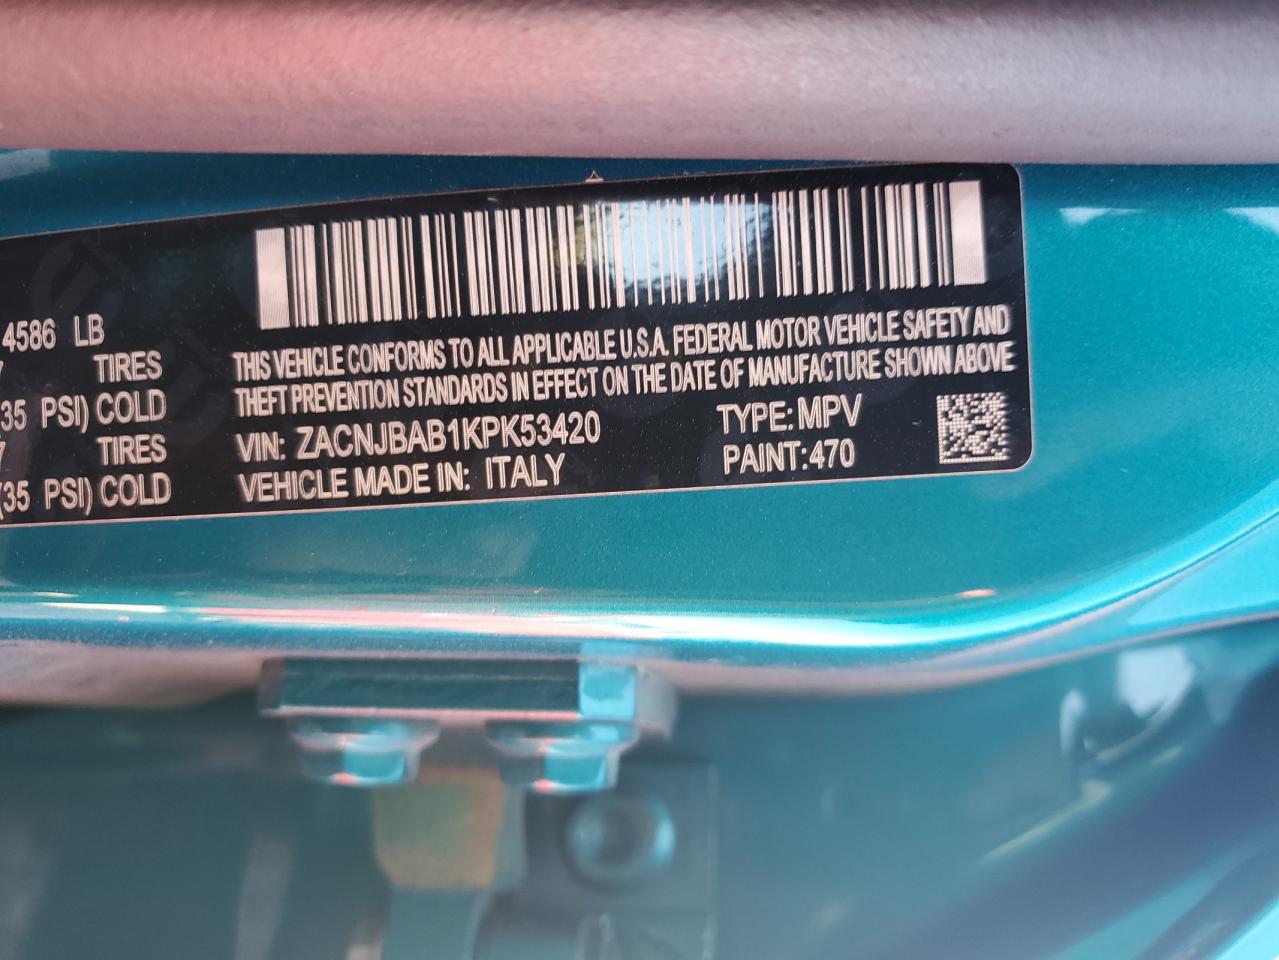 4586 LB
TIRES
(35 PSI) COLD
TIRES
(35 PSI) COLD
THIS VEHICLE CONFORMS TO ALL APPLICABLE U.S.A. FEDERAL MOTOR VEHICLE SAFETY AND
THEFT PREVENTION STANDARDS IN EFFECT ON THE DATE OF MANUFACTURE SHOWN ABOVE
VIN: ZACNJBAB1KPK53420 TYPE: MPV
VEHICLE MADE IN: ITALY PAINT:470